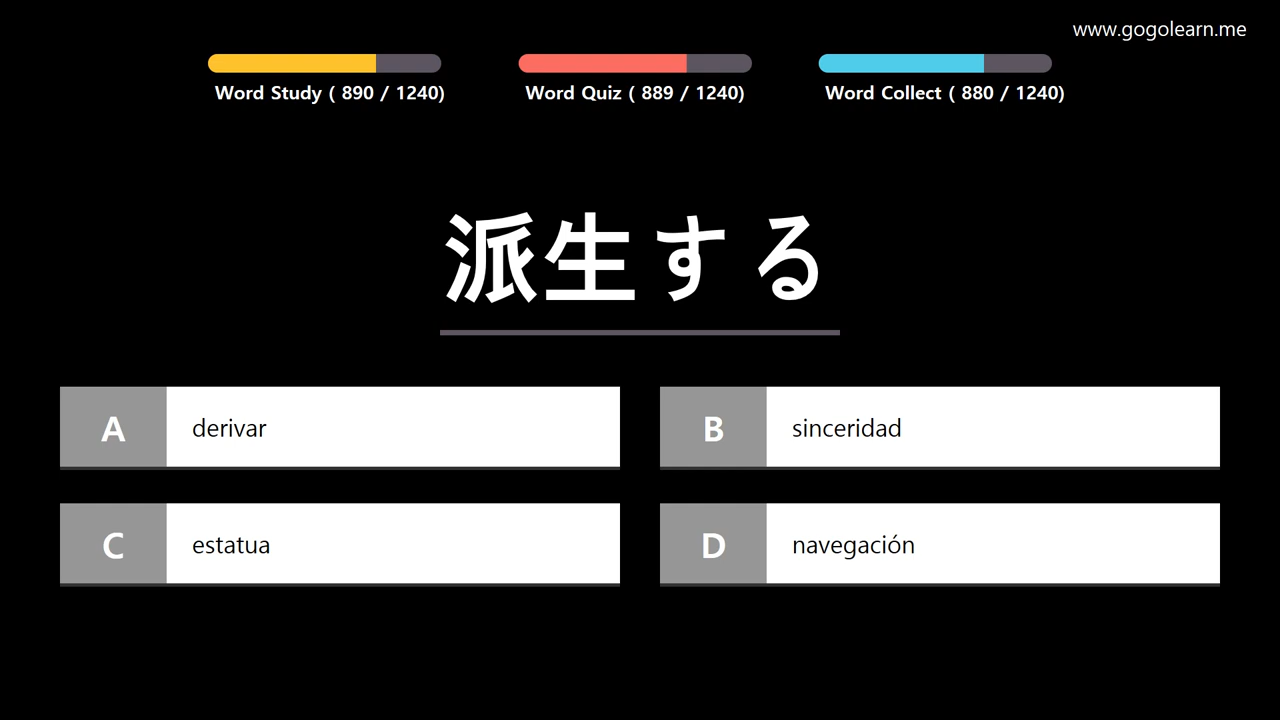 www.gogolearn.me
Word Study ( 890 / 1240)
Word Quiz ( 889 / 1240)
Word Collect ( 880 / 1240)
派生する
A derivar
B sinceridad
C estatua
D navegación